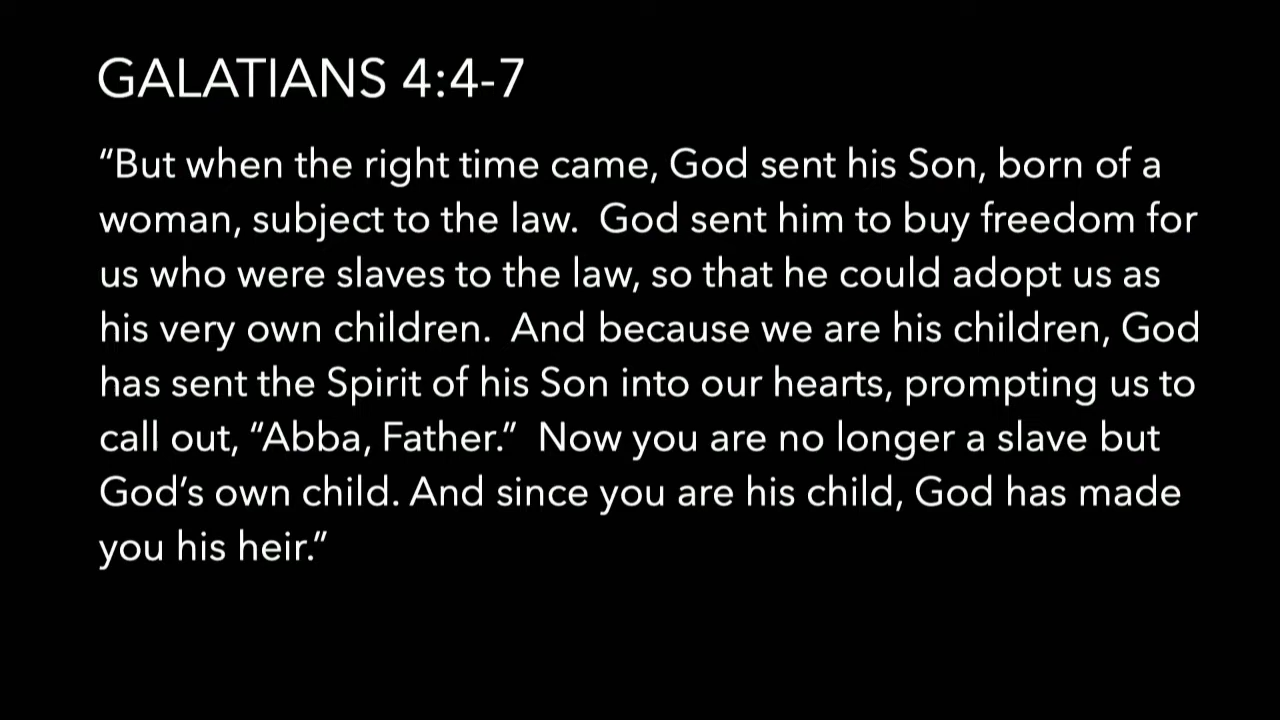 GALATIANS 4:4-7
“But when the right time came, God sent his Son, born of a
woman, subject to the law.  God sent him to buy freedom for
us who were slaves to the law, so that he could adopt us as
his very own children.  And because we are his children, God
has sent the Spirit of his Son into our hearts, prompting us to
call out, “Abba, Father.”  Now you are no longer a slave but
God’s own child. And since you are his child, God has made
you his heir.”